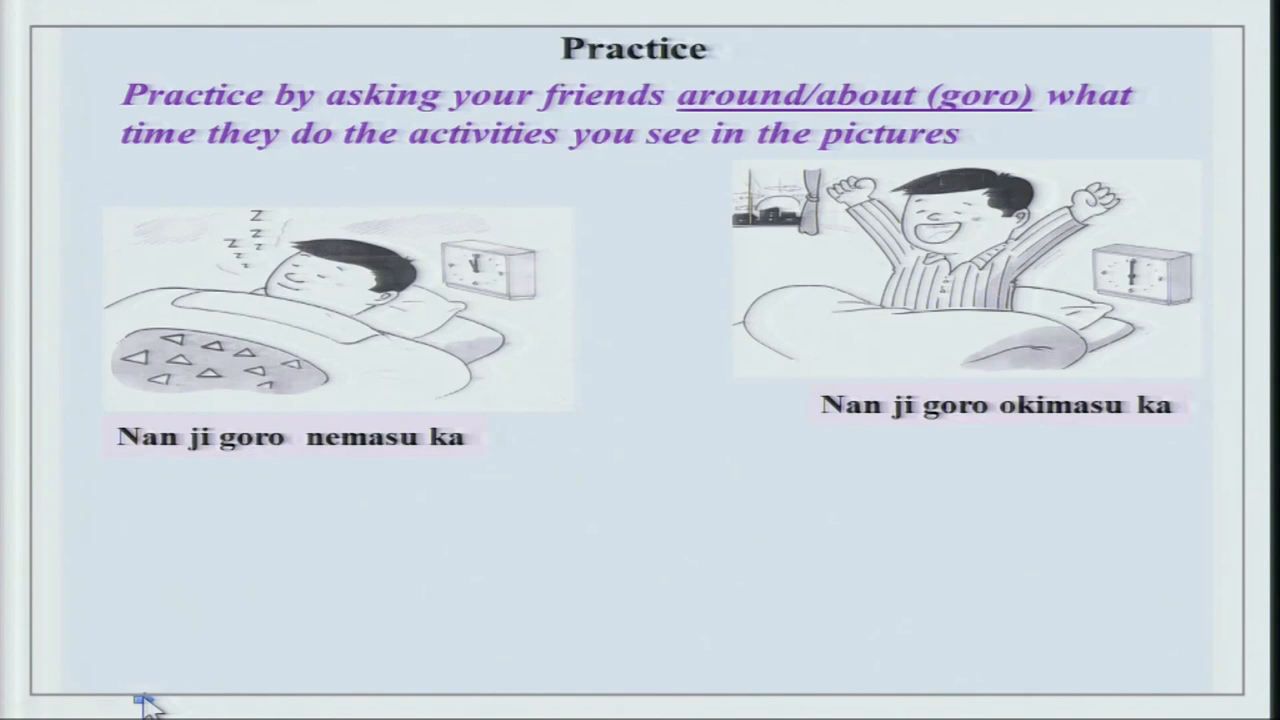 Practice
Practice by asking your friends around/about (goro) what
time they do the activities you see in the pictures
z
z
z z
z
z
Nan ji goro okimasu ka
Nan ji goro nemasu ka